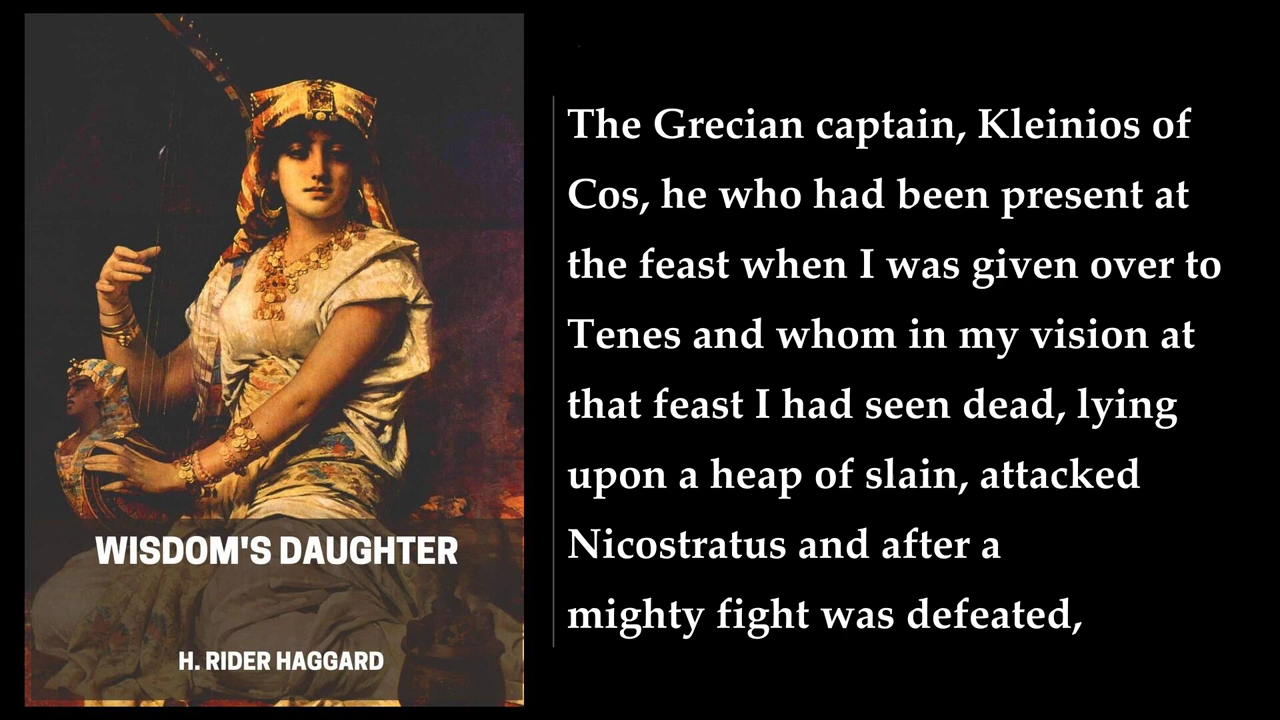 WISDOM'S DAUGHTER
H. RIDER HAGGARD
The Grecian captain, Kleinios of
Cos, he who had been present at
the feast when I was given over to
Tenes and whom in my vision at
that feast I had seen dead, lying
upon a heap of slain, attacked
Nicostratus and after a
mighty fight was defeated,